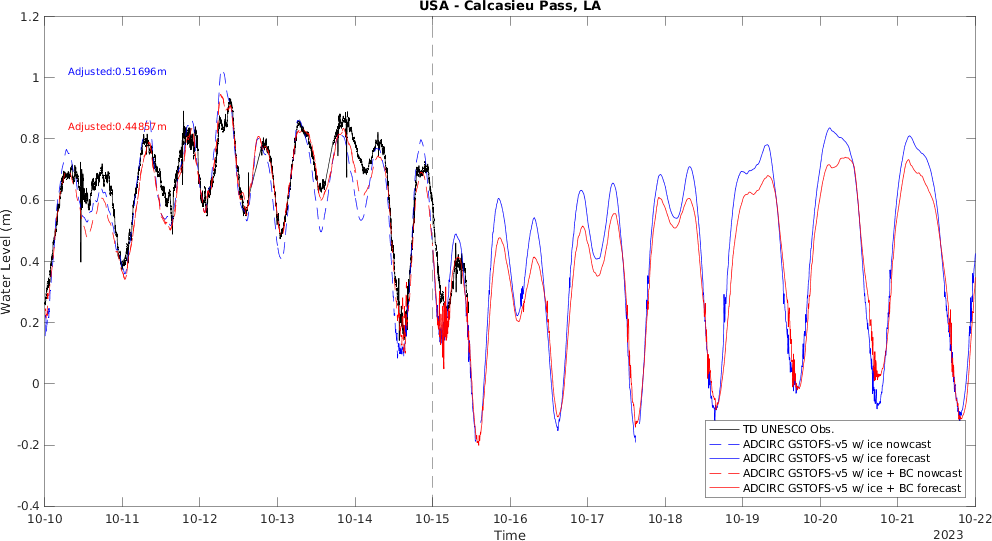 USA - Calcasieu Pass, LA
1.2
1
0.8
0.6
0.4
0.2
0
-0.2
-0.4
Water Level (m)
Adjusted:0.51696m
Adjusted:0.44857m
TD UNESCO Obs.
ADCIRC GSTOFS-v5 w/ ice nowcast
ADCIRC GSTOFS-v5 w/ ice forecast
ADCIRC GSTOFS-v5 w/ ice + BC nowcast
ADCIRC GSTOFS-v5 w/ ice + BC forecast
10-10 10-11 10-12 10-13 10-14 10-15 10-16 10-17 10-18 10-19 10-20 10-21 10-22
Time
2023